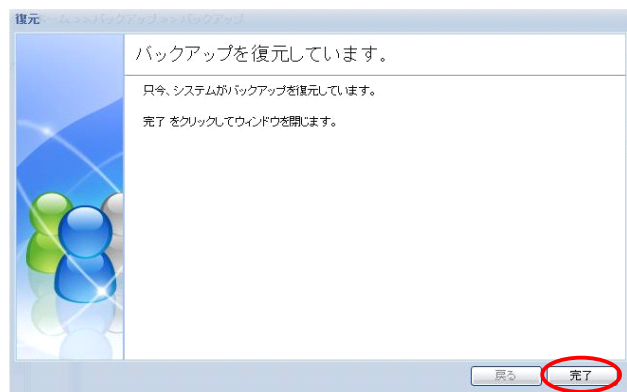 復元
バックアップを復元しています。
只今、システムがバックアップを復元しています。
完了 をクリックしてウィンドウを閉じます。
戻る
完了